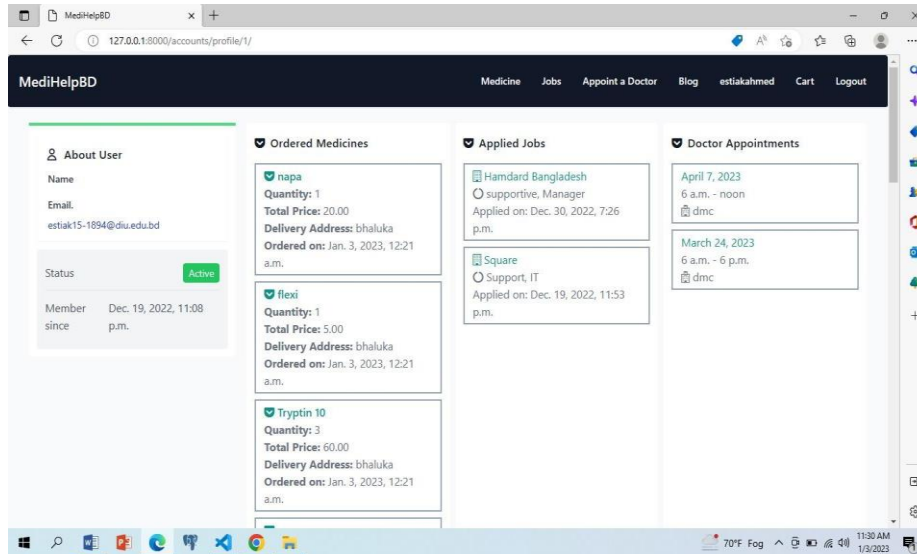 MediHelpBD
127.0.0.1:8000/accounts/profile/1/
MediHelpBD
Medicine Jobs Appoint a Doctor Blog estiakahmed Cart Logout
About User
Name
Email.
estiak15-1894@diu.edu.bd
Status Active
Member since
Dec. 19, 2022, 11:08 p.m.
Ordered Medicines
napa
Quantity: 1
Total Price: 20.00
Delivery Address: bhaluka
Ordered on: Jan. 3, 2023, 12:21
a.m.
flexi
Quantity: 1
Total Price: 5.00
Delivery Address: bhaluka
Ordered on: Jan. 3, 2023, 12:21
a.m.
Tryptin 10
Quantity: 3
Total Price: 60.00
Delivery Address: bhaluka
Ordered on: Jan. 3, 2023, 12:21
a.m.
Applied Jobs
Hamdard Bangladesh
supportive, Manager
Applied on: Dec. 30, 2022, 7:26
p.m.
Square
Support, IT
Applied on: Dec. 19, 2022, 11:53
p.m.
Doctor Appointments
April 7, 2023
6 a.m. - noon
dmc
March 24, 2023
6 a.m. - 6 p.m.
dmc
70°F Fog
11:30 AM
1/3/2023